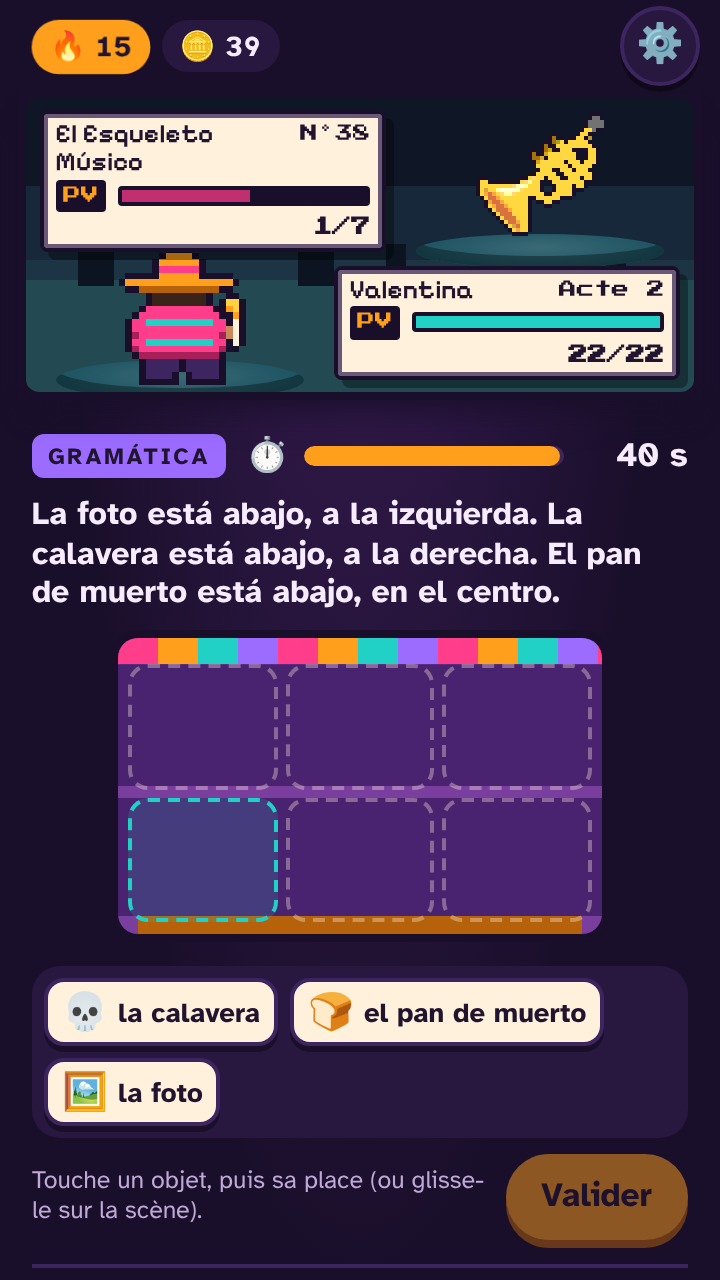 15
39
El Esqueleto
Músico
N°38
PV
1/7
Valentina
Acte 2
PV
22/22
GRAMÁTICA
40 s
La foto está abajo, a la izquierda. La
calavera está abajo, a la derecha. El pan
de muerto está abajo, en el centro.
la calavera
el pan de muerto
la foto
Touche un objet, puis sa place (ou glisse-
le sur la scène).
Valider